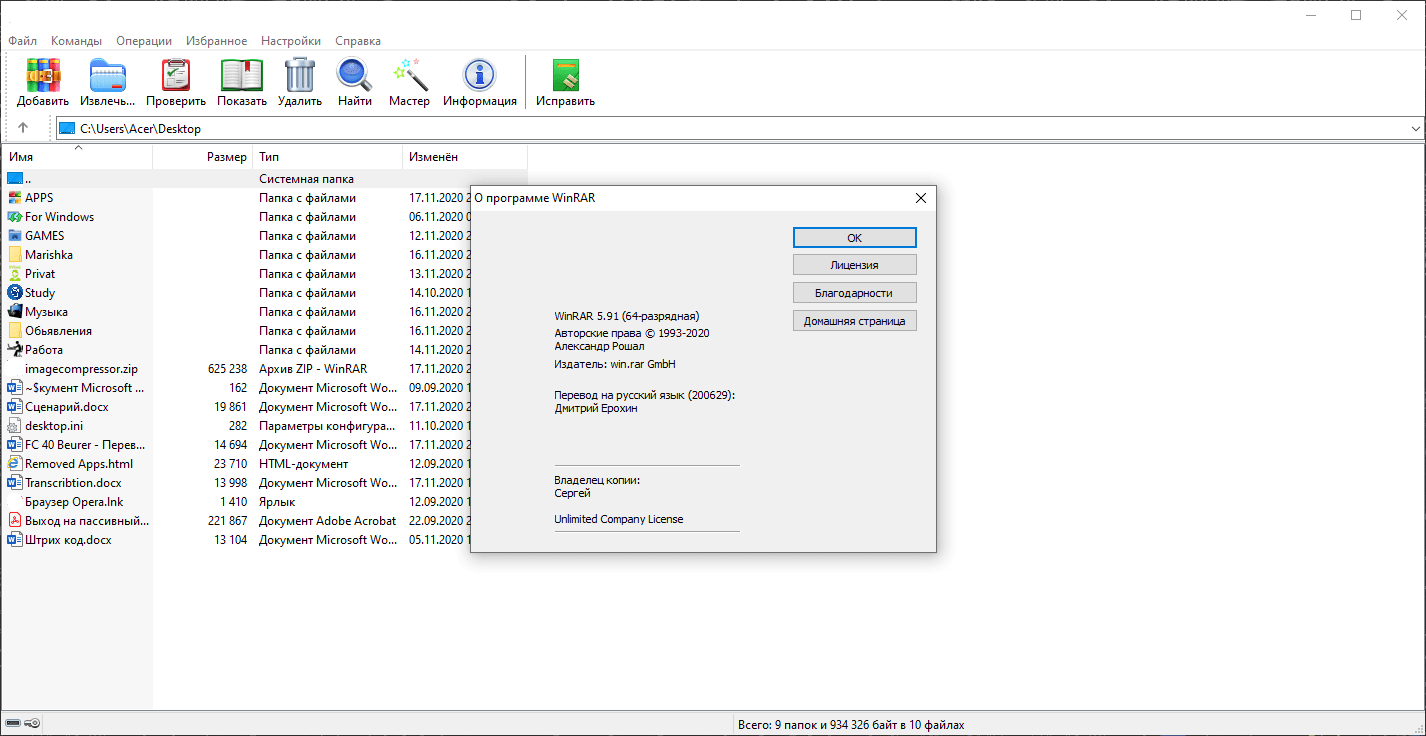 Файл Команды Операции Избранное Настройки Справка
Добавить Извлечь... Проверить Показать Удалить Найти Мастер Информация Исправить
C:\Users\Acer\Desktop
Имя Размер Тип Изменён
.. Системная папка
APPS Папка с файлами 17.11.2020 2
For Windows Папка с файлами 06.11.2020 0
GAMES Папка с файлами 12.11.2020 2
Marishka Папка с файлами 16.11.2020 2
Privat Папка с файлами 13.11.2020 2
Study Папка с файлами 14.10.2020 1
Музыка Папка с файлами 16.11.2020 2
Обьявления Папка с файлами 16.11.2020 2
Работа Папка с файлами 14.11.2020 2
imagecompressor.zip 625 238 Архив ZIP - WinRAR 17.11.2020 2
~$кумент Microsoft ... 162 Документ Microsoft Wo... 09.09.2020 1
Сценарий.docx 19 861 Документ Microsoft Wo... 17.11.2020 2
desktop.ini 282 Параметры конфигура... 11.10.2020 1
FC 40 Beurer - Перев... 14 694 Документ Microsoft Wo... 17.11.2020 2
Removed Apps.html 23 710 HTML-документ 12.09.2020 1
Transcribtion.docx 13 998 Документ Microsoft Wo... 17.11.2020 2
Браузер Opera.lnk 1 410 Ярлык 12.09.2020 1
Выход на пассивный... 221 867 Документ Adobe Acrobat 22.09.2020 2
Штрих код.docx 13 104 Документ Microsoft Wo... 05.11.2020 1
О программе WinRAR
OK
Лицензия
Благодарности
Домашняя страница
WinRAR 5.91 (64-разрядная)
Авторские права © 1993-2020
Александр Рошал
Издатель: win.rar GmbH
Перевод на русский язык (200629):
Дмитрий Ерохин
Владелец копии:
Сергей
Unlimited Company License
Всего: 9 папок и 934 326 байт в 10 файлах